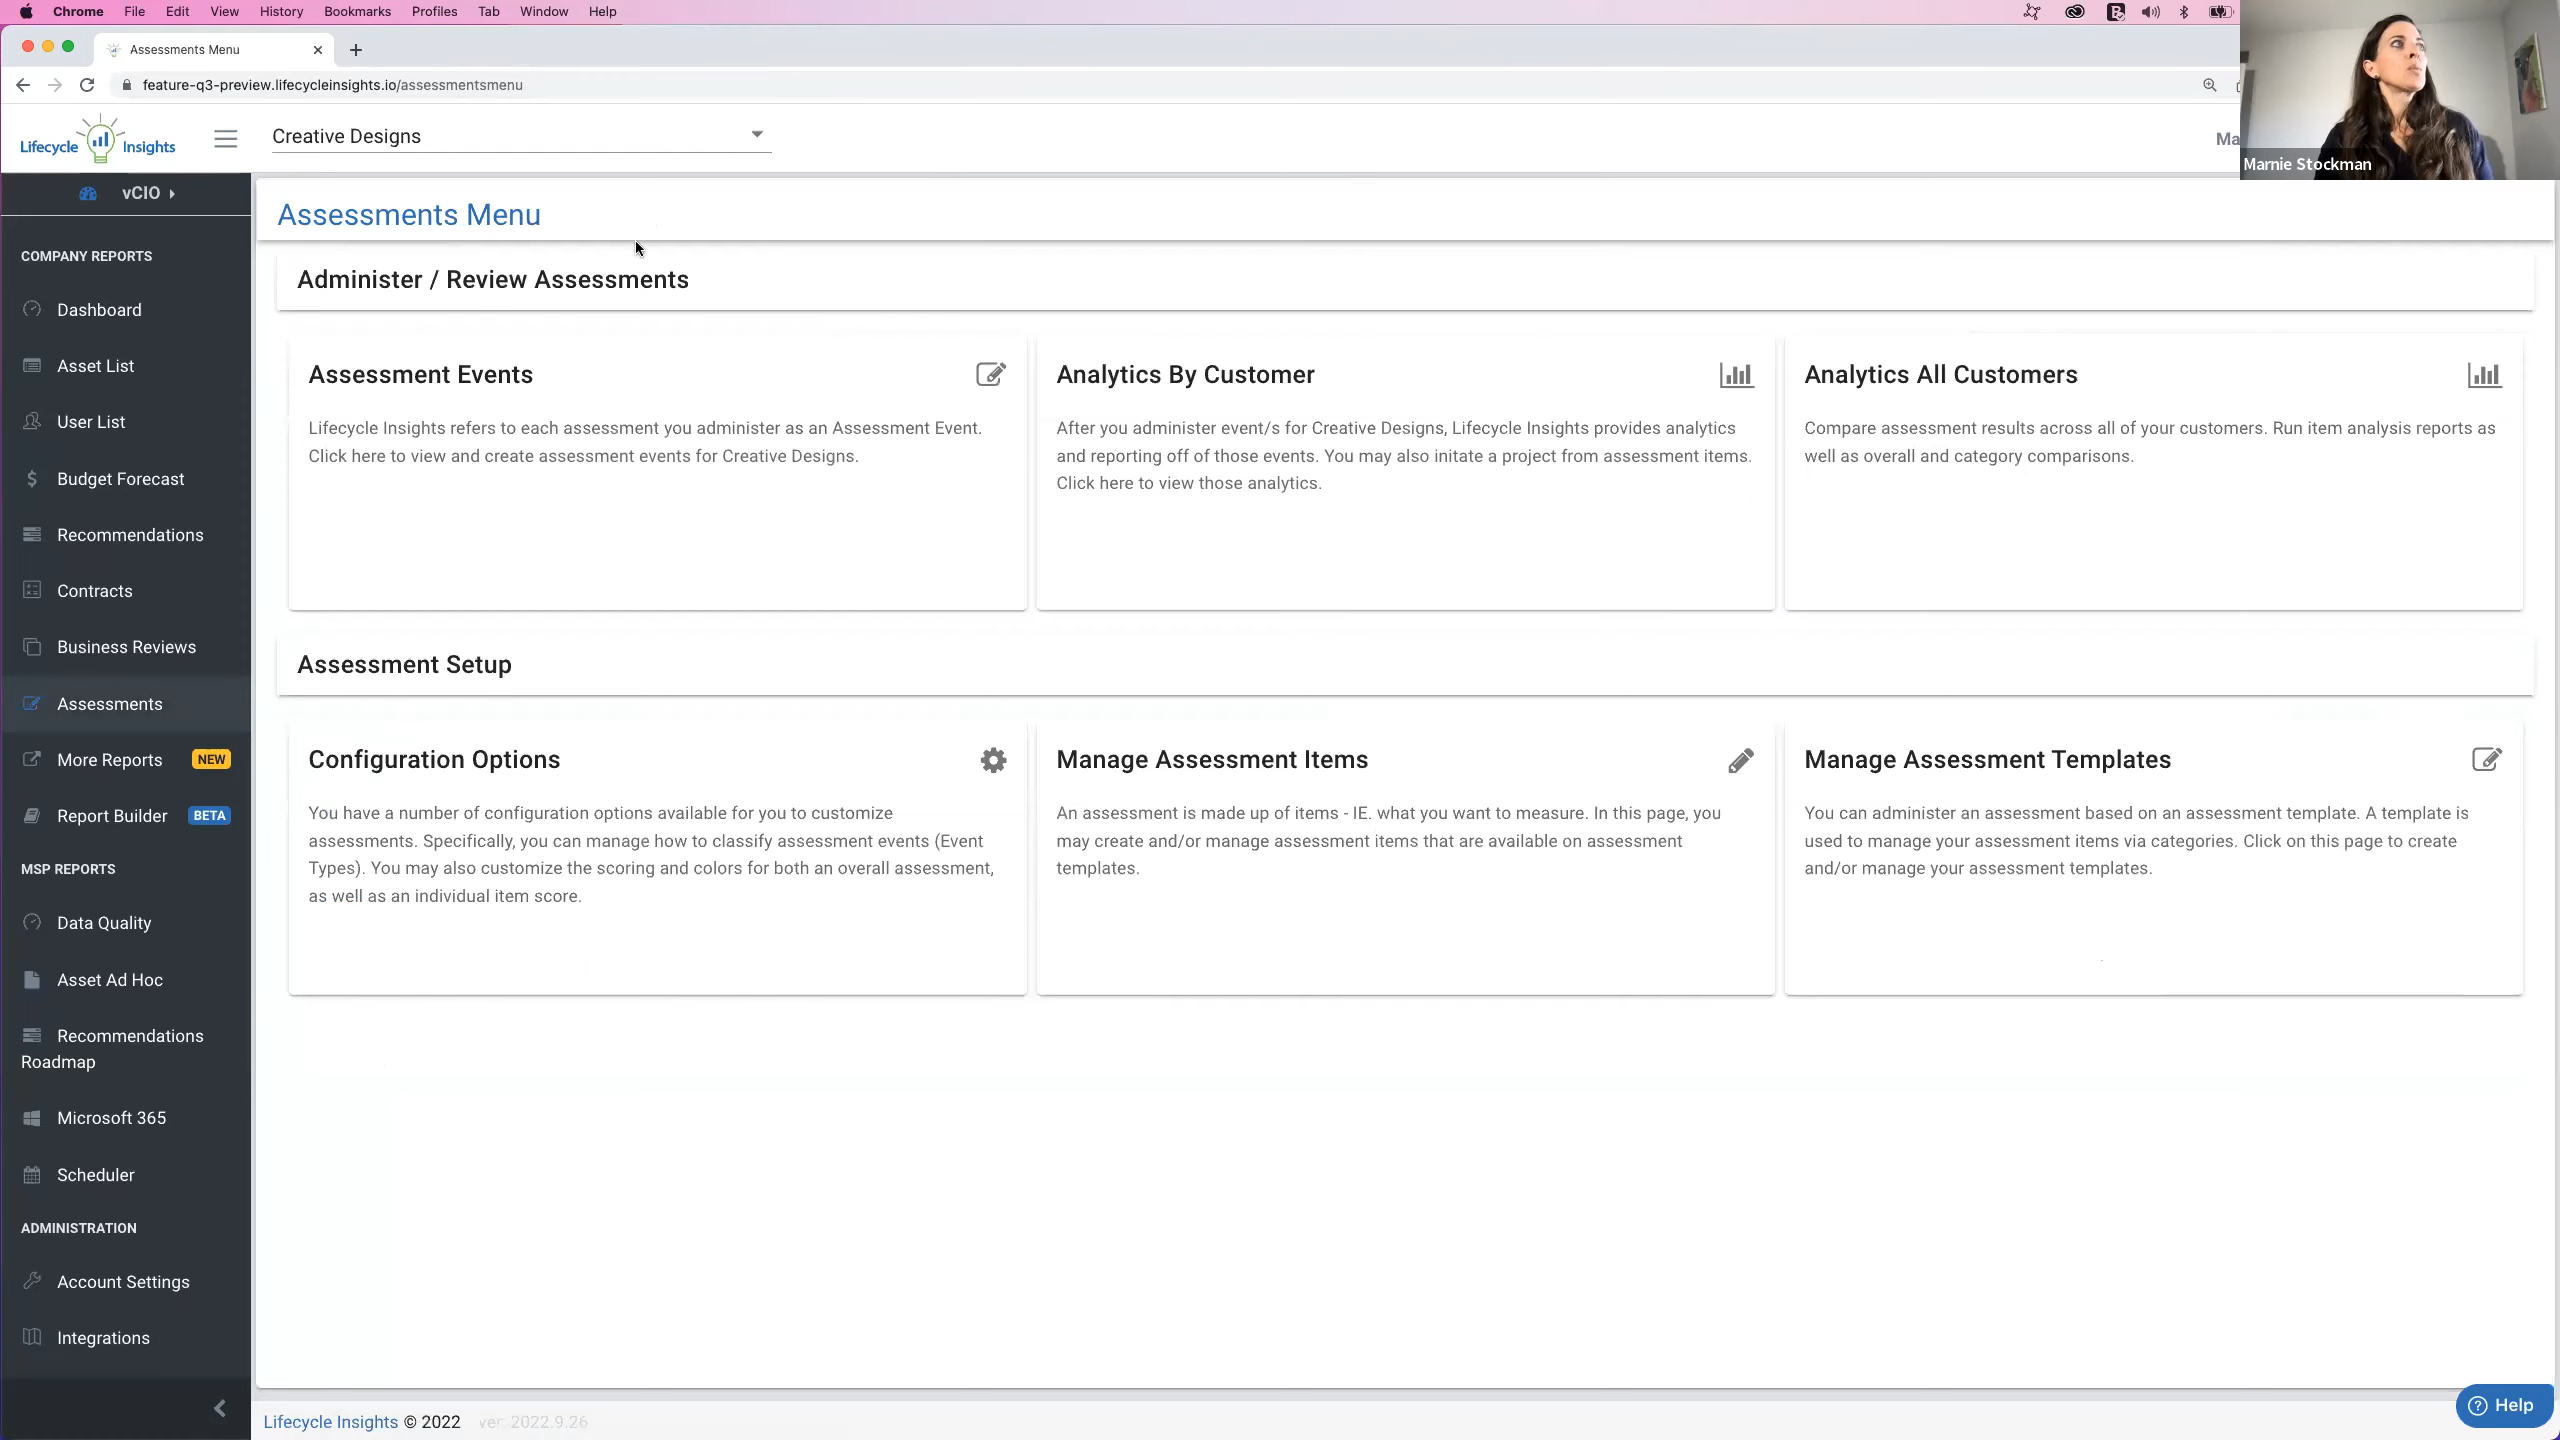 Chrome File Edit View History Bookmarks Profiles Tab Window Help
Assessments Menu
feature-q3-preview.lifecycleinsights.io/assessmentsmenu
Lifecycle Insights
Creative Designs
Ma
Marnie Stockman
vCIO
Assessments Menu
COMPANY REPORTS
Dashboard
Asset List
User List
Budget Forecast
Recommendations
Contracts
Business Reviews
Assessments
More Reports NEW
Report Builder BETA
MSP REPORTS
Data Quality
Asset Ad Hoc
Recommendations
Roadmap
Microsoft 365
Scheduler
ADMINISTRATION
Account Settings
Integrations
Administer / Review Assessments
Assessment Events
Lifecycle Insights refers to each assessment you administer as an Assessment Event.
Click here to view and create assessment events for Creative Designs.
Analytics By Customer
After you administer event/s for Creative Designs, Lifecycle Insights provides analytics
and reporting off of those events. You may also initate a project from assessment items.
Click here to view those analytics.
Analytics All Customers
Compare assessment results across all of your customers. Run item analysis reports as
well as overall and category comparisons.
Assessment Setup
Configuration Options
You have a number of configuration options available for you to customize
assessments. Specifically, you can manage how to classify assessment events (Event
Types). You may also customize the scoring and colors for both an overall assessment,
as well as an individual item score.
Manage Assessment Items
An assessment is made up of items - IE. what you want to measure. In this page, you
may create and/or manage assessment items that are available on assessment
templates.
Manage Assessment Templates
You can administer an assessment based on an assessment template. A template is
used to manage your assessment items via categories. Click on this page to create
and/or manage your assessment templates.
Lifecycle Insights © 2022 ver: 2022.9.26
Help